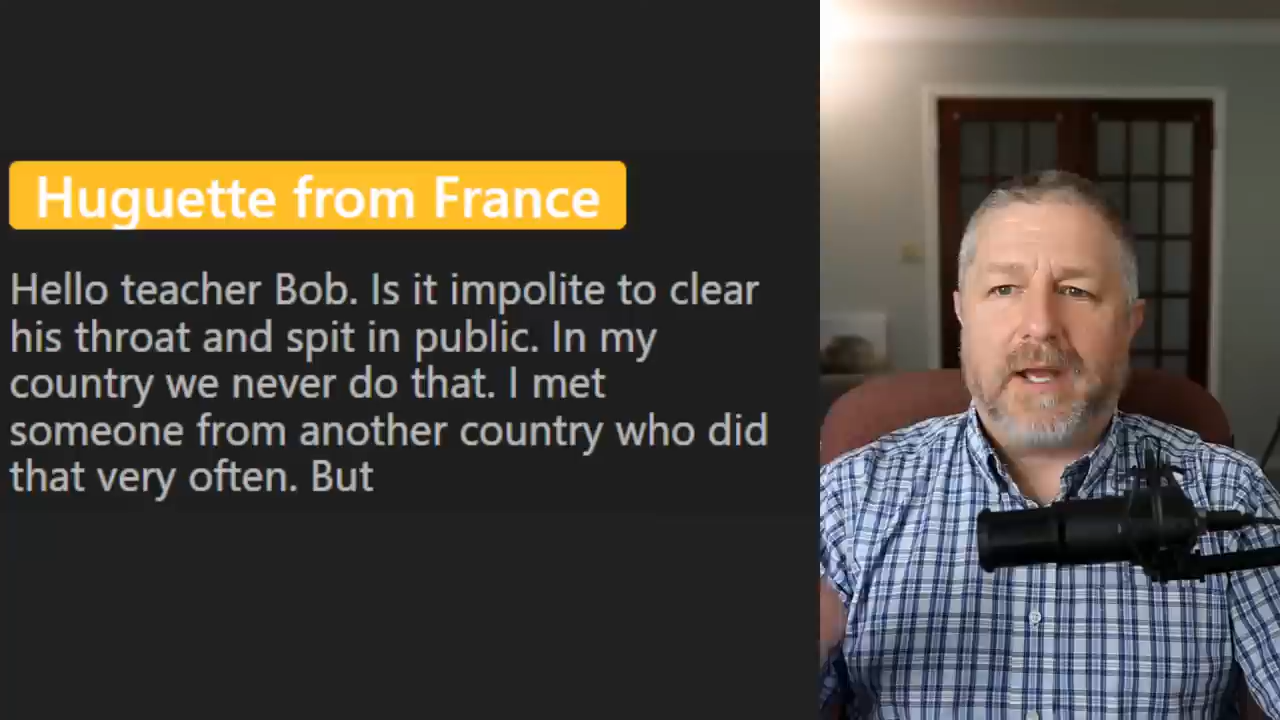 Huguette from France
Hello teacher Bob. Is it impolite to clear
his throat and spit in public. In my
country we never do that. I met
someone from another country who did
that very often. But